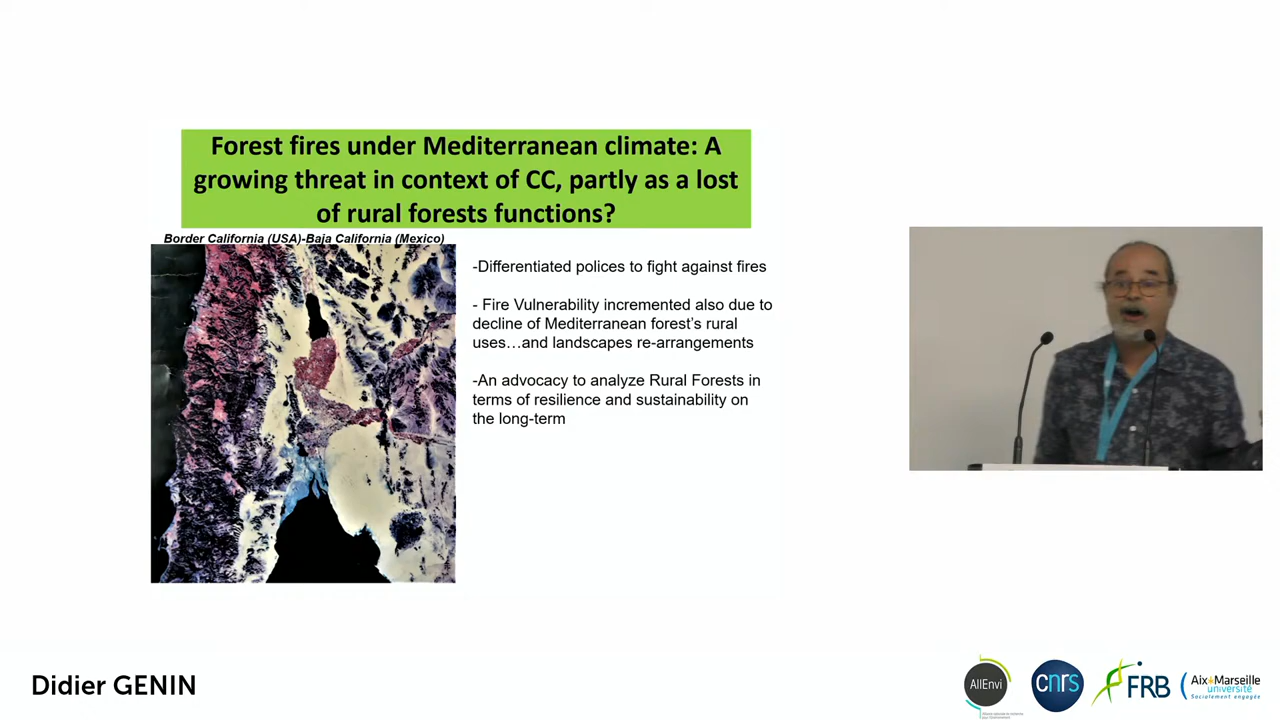 Forest fires under Mediterranean climate: A
growing threat in context of CC, partly as a lost
of rural forests functions?
Border California (USA)-Baja California (Mexico)
-Differentiated polices to fight against fires
- Fire Vulnerability incremented also due to
decline of Mediterranean forest's rural
uses…and landscapes re-arrangements
-An advocacy to analyze Rural Forests in
terms of resilience and sustainability on
the long-term
Didier GENIN
AllEnvi
cnrs
FRB
Aix*Marseille
université
Socialement engagée